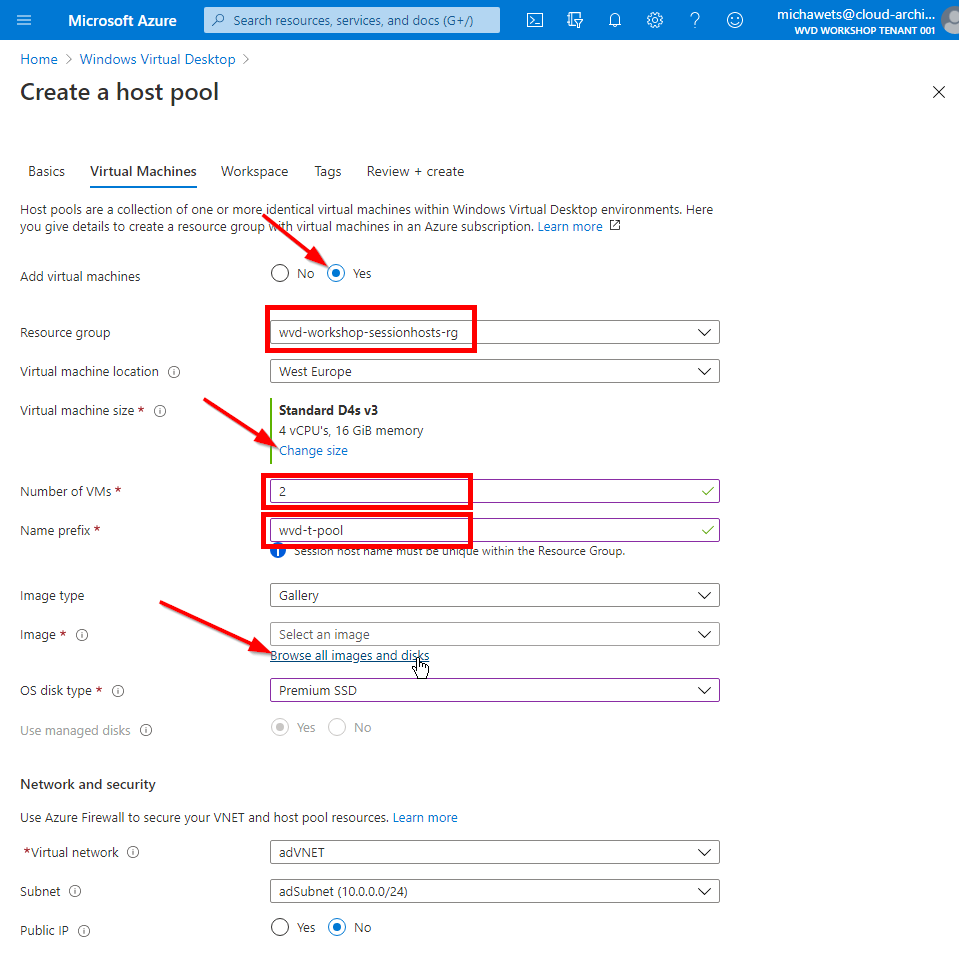 Microsoft Azure
Search resources, services, and docs (G+/)
michawets@cloud-archi...
WVD WORKSHOP TENANT 001
Home > Windows Virtual Desktop >
Create a host pool
Basics Virtual Machines Workspace Tags Review + create
Host pools are a collection of one or more identical virtual machines within Windows Virtual Desktop environments. Here
you give details to create a resource group with virtual machines in an Azure subscription. Learn more
Add virtual machines No Yes
Resource group wvd-workshop-sessionhosts-rg
Virtual machine location West Europe
Virtual machine size * Standard D4s v3
4 vCPU's, 16 GiB memory
Change size
Number of VMs * 2
Name prefix * wvd-t-pool
Session host name must be unique within the Resource Group.
Image type Gallery
Image * Select an image
Browse all images and disks
OS disk type * Premium SSD
Use managed disks Yes No
Network and security
Use Azure Firewall to secure your VNET and host pool resources. Learn more
*Virtual network adVNET
Subnet adSubnet (10.0.0.0/24)
Public IP Yes No